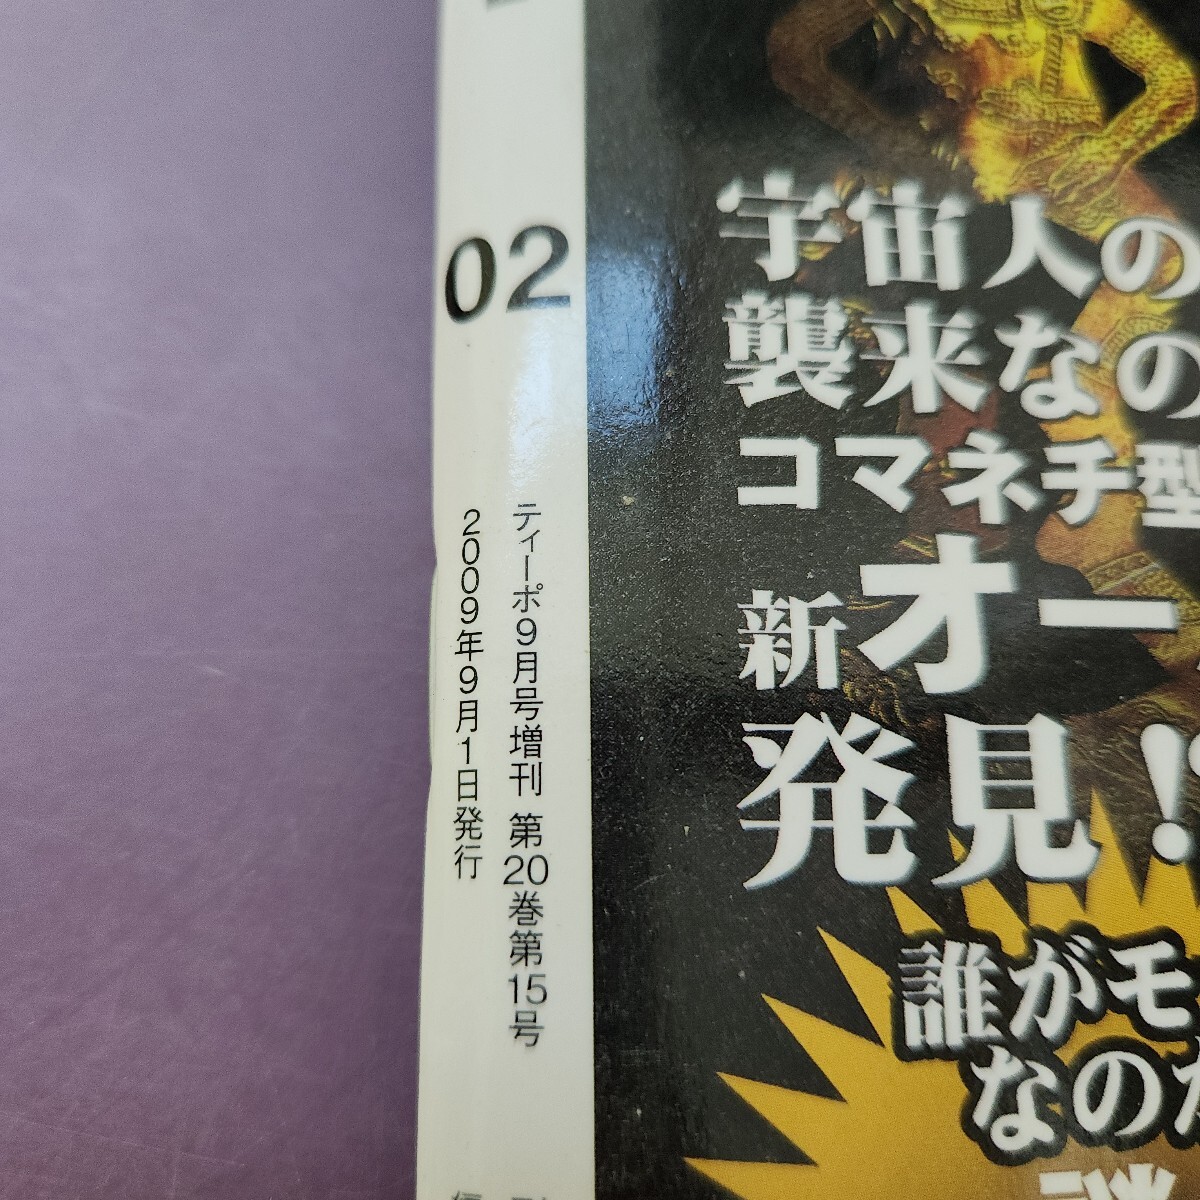 02
ティーポ9月号増刊 第20巻第15号
2009年9月1日発行
宇宙人の
襲来なの
コマネチ型
新オー
発見!?
誰がモ
なのだ